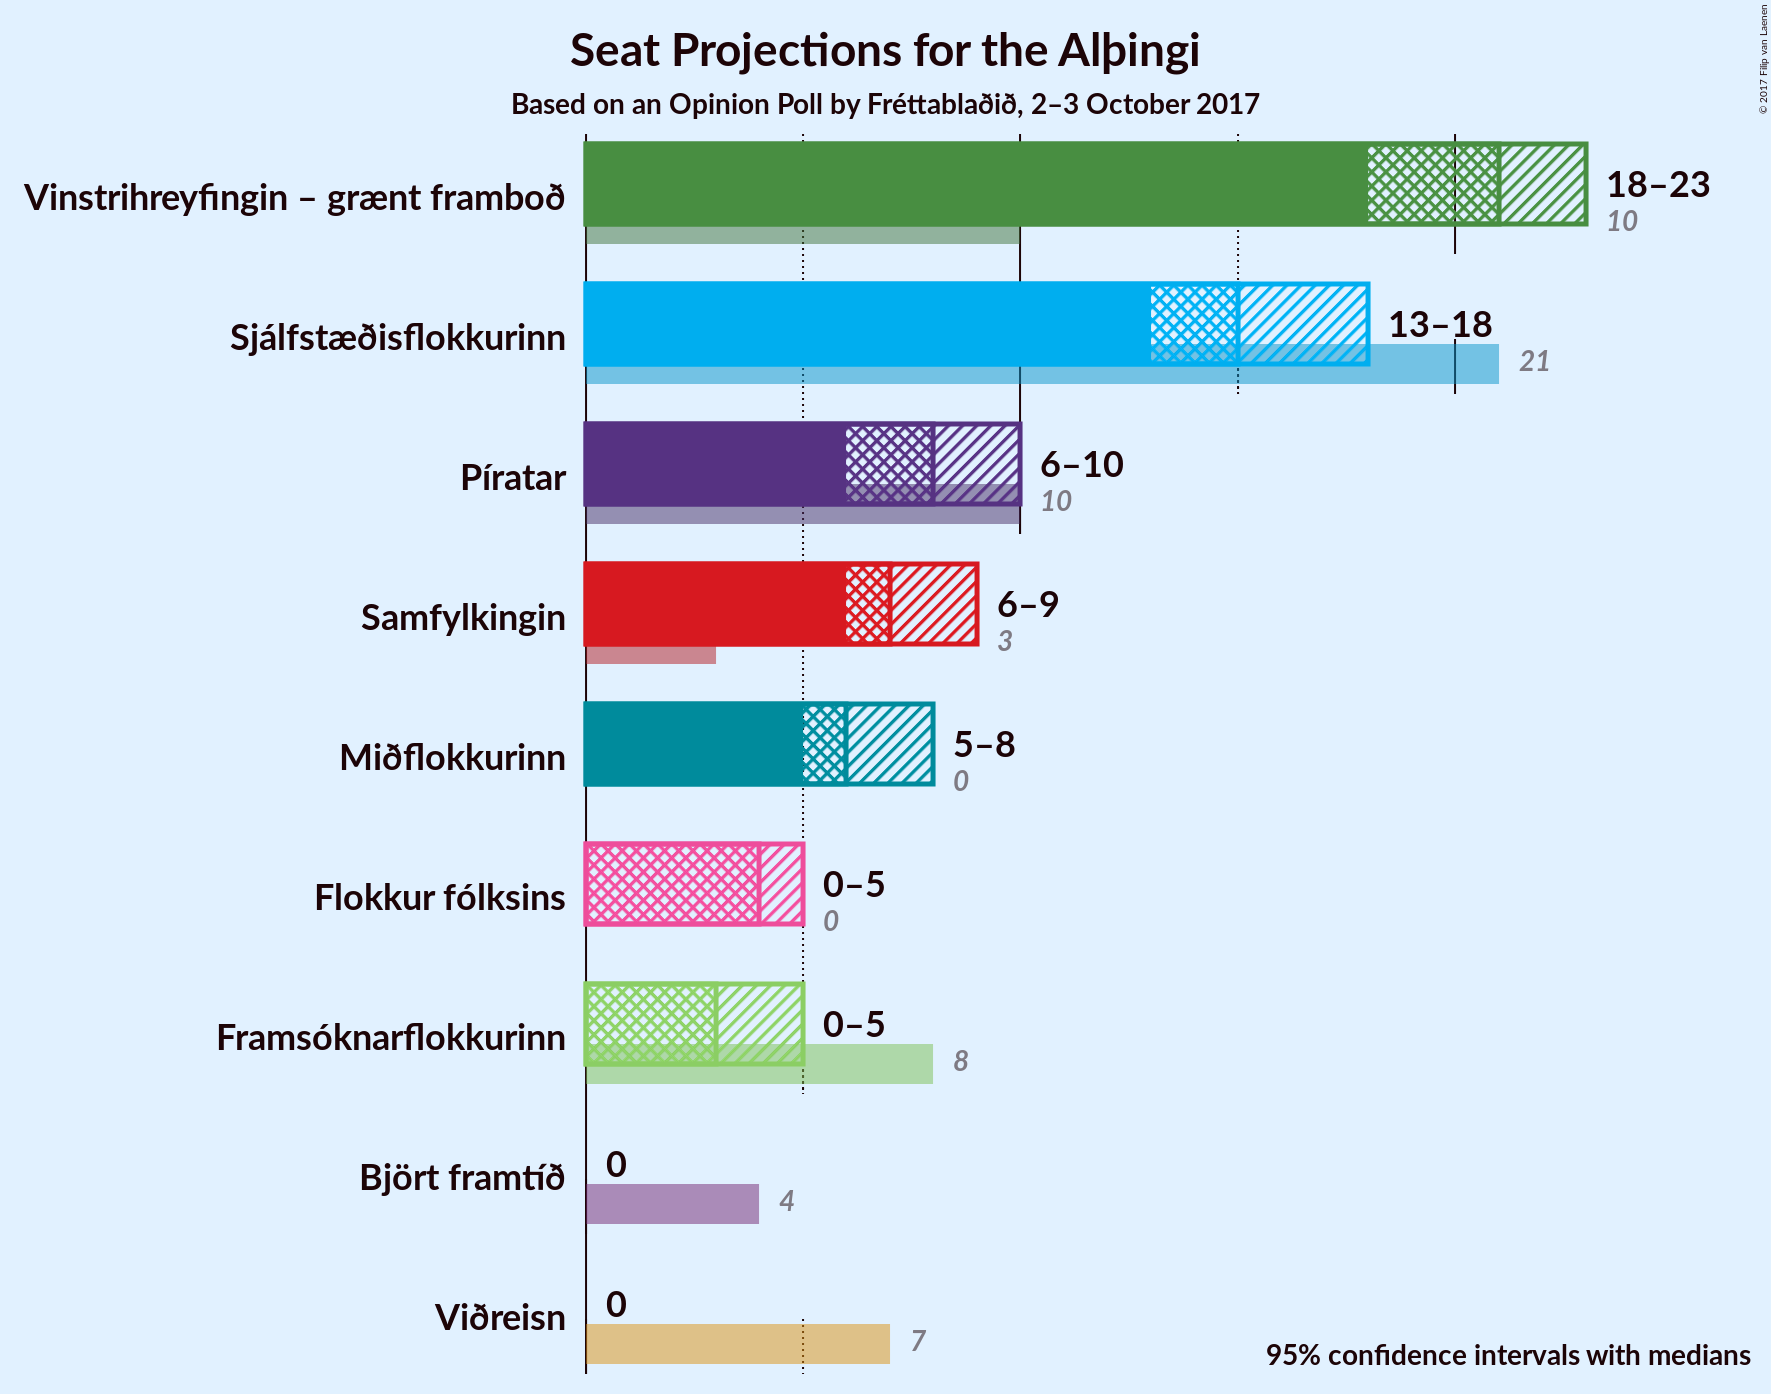 Seat Projections for the Alþingi
Based on an Opinion Poll by Fréttablaðið, 2–3 October 2017
© 2017 Filip van Laenen
Vinstrihreyfingin – grænt framboð
18–23
10
Sjálfstæðisflokkurinn
13–18
21
Píratar
6–10
10
Samfylkingin
6–9
3
Miðflokkurinn
5–8
0
Flokkur fólksins
0–5
0
Framsóknarflokkurinn
0–5
8
Björt framtíð
0
4
Viðreisn
0
7
95% confidence intervals with medians